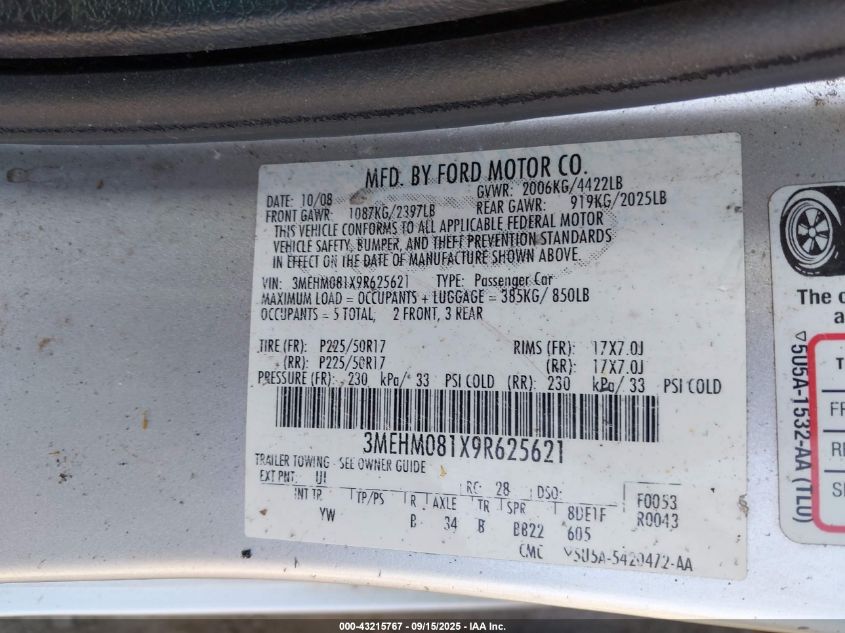 MFD. BY FORD MOTOR CO.
DATE: 10/08 GVWR: 2006KG/4422LB
FRONT GAWR: 1087KG/2397LB REAR GAWR: 919KG/2025LB
THIS VEHICLE CONFORMS TO ALL APPLICABLE FEDERAL MOTOR
VEHICLE SAFETY, BUMPER, AND THEFT PREVENTION STANDARDS
IN EFFECT ON THE DATE OF MANUFACTURE SHOWN ABOVE.
VIN: 3MEHM081X9R625621 TYPE: Passenger Car
MAXIMUM LOAD = OCCUPANTS + LUGGAGE = 385KG/ 850LB
OCCUPANTS = 5 TOTAL, 2 FRONT, 3 REAR
TIRE (FR): P225/50R17 RIMS (FR): 17X7.0J
(RR): P225/50R17 (RR): 17X7.0J
PRESSURE (FR): 230 kPa/ 33 PSI COLD (RR): 230 kPa/ 33 PSI COLD
3MEHM081X9R625621
TRAILER TOWING - SEE OWNER GUIDE
EXT PNT: UI RC: 28 DSO: F0053
INT TR TP/PS R AXLE TR SPR 8DE1F R0043
YW B 34 B BB22 605
CMC 5U5A-5420472-AA
The c
a
5U5A-1532-AA (TLU)
T
FR
RE
S
000-43215767 - 09/15/2025 - IAA Inc.